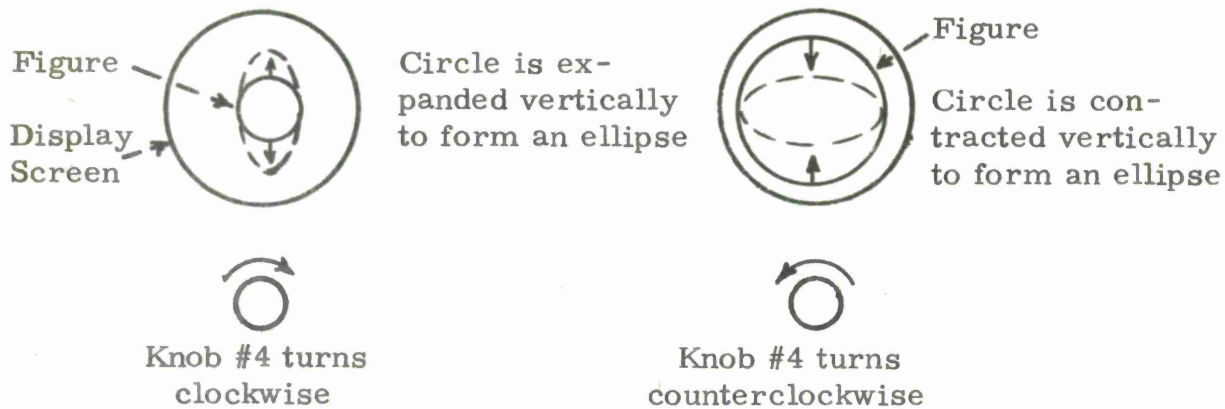 Figure
Display
Screen
Circle is ex-
panded vertically
to form an ellipse
Figure
Circle is con-
tracted vertically
to form an ellipse
Knob #4 turns
clockwise
Knob #4 turns
counterclockwise